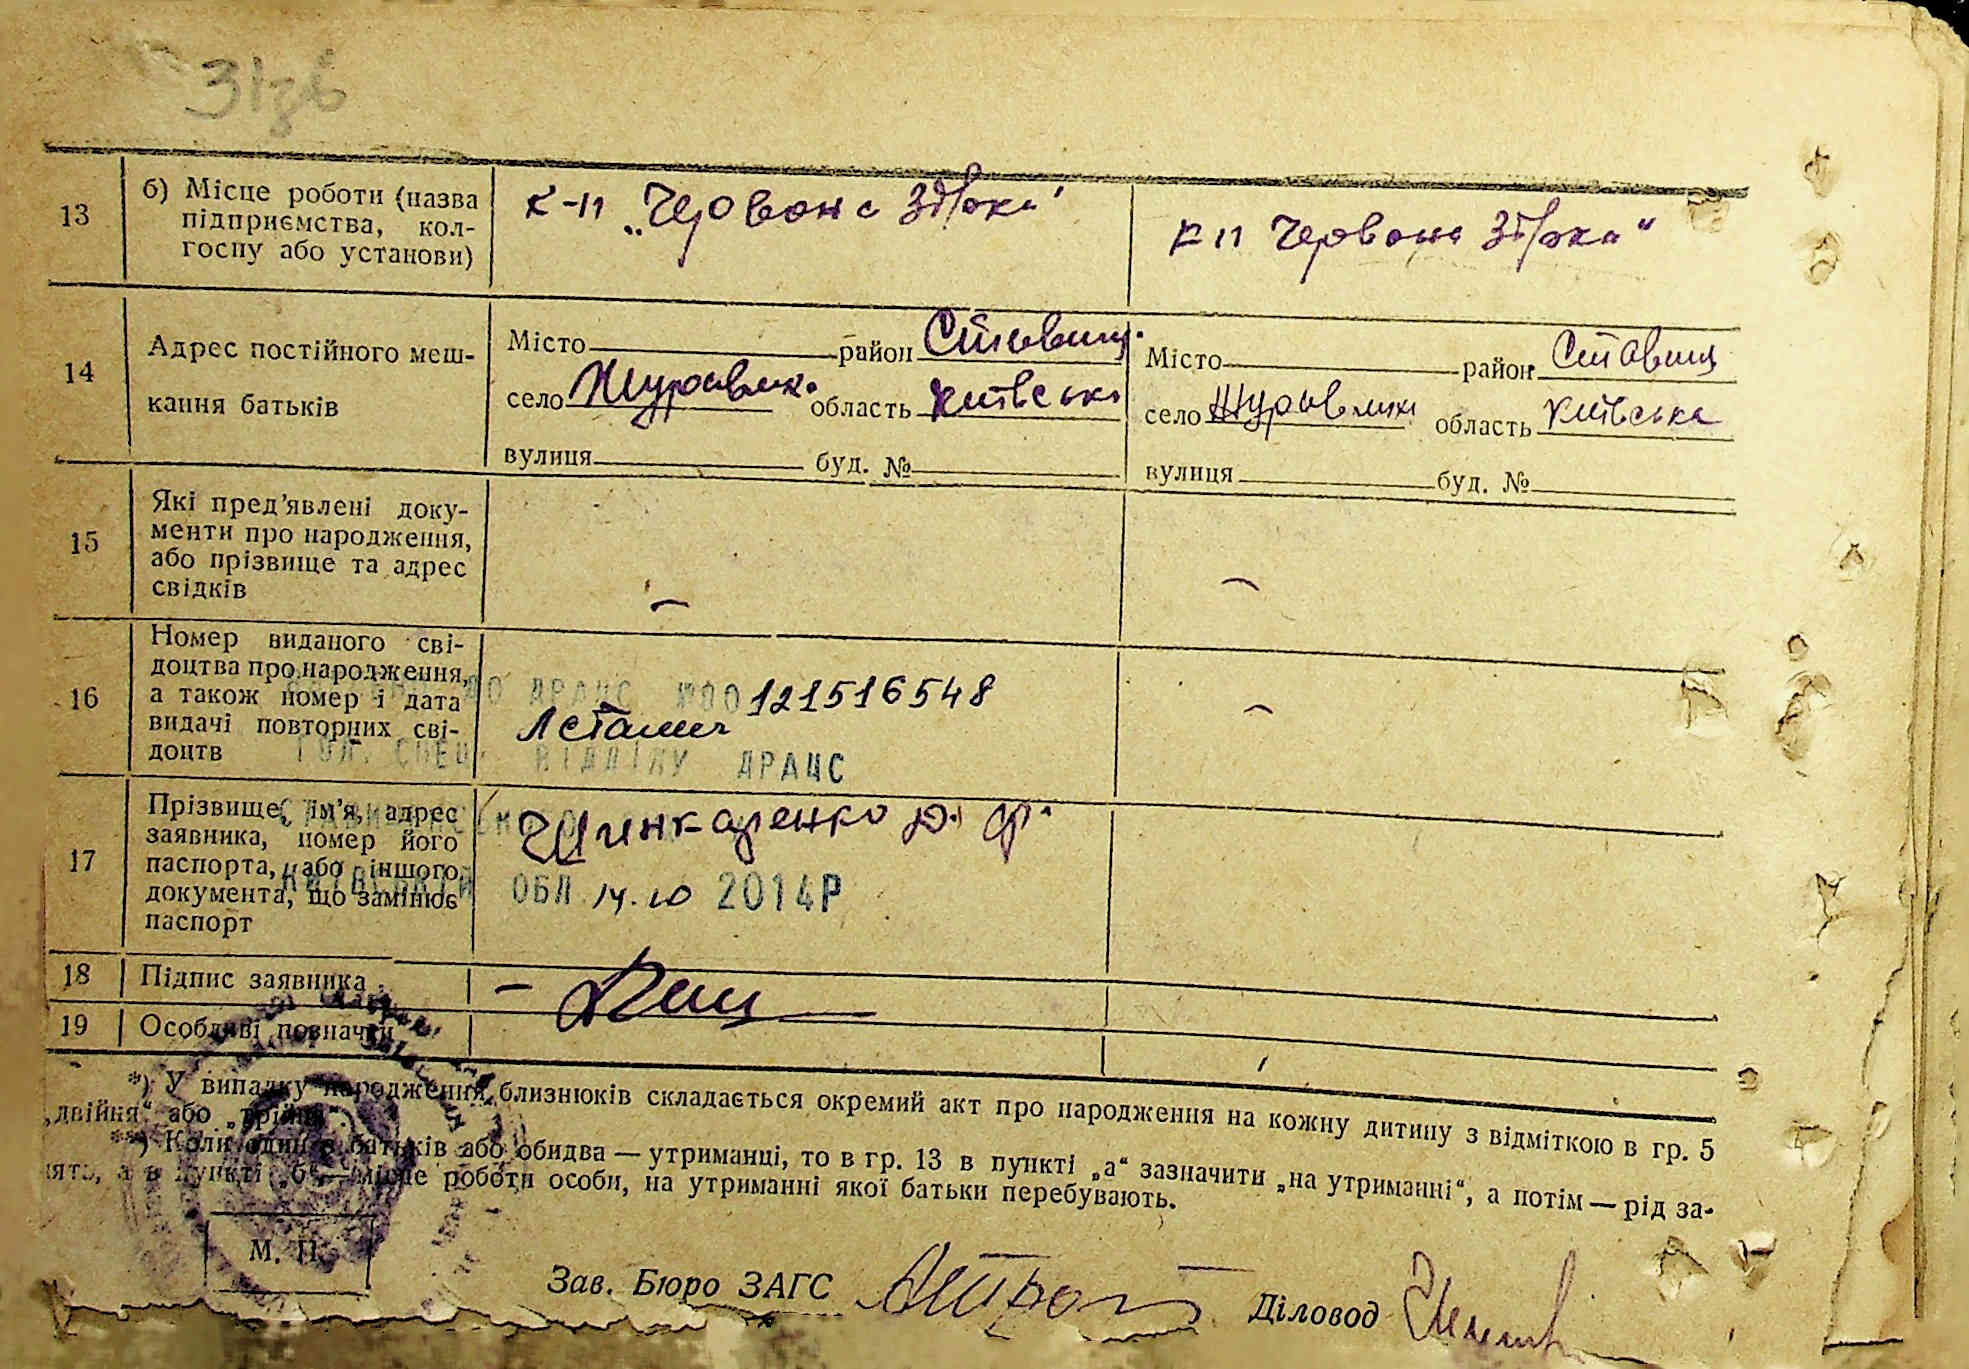 13
б) Місце роботи (назва
підприємства, кол-
госпу або установи)
к-п „Червона Зірка"
к п Червона Зірка"
14
Адрес постійного меш-
кання батьків
Місто район Ставищ.
село Журавлих. область Київська
вулиця буд. №
Місто район Ставищ
село Журавлих область Київська
вулиця буд. №
15
Які пред'явлені доку-
менти про народження,
або прізвище та адрес
свідків
–
–
16
Номер виданого сві-
доцтва про народження,
а також номер і дата
видачі повторних сві-
доцтв
ДРАЦС №00121516548
ВІДДІЛУ ДРАЦС
–
17
Прізвище, ім'я, адрес
заявника, номер його
паспорта, або іншого
документа, що замінює
паспорт
Шинкаренко Д. Ф.
ОБЛ 14.10 2014Р
18
Підпис заявника
19
Особливі позначки
*) У випадку народження близнюків складається окремий акт про народження на кожну дитину з відміткою в гр. 5
„двійня" або „трійня".
**) Коли один з батьків або обидва — утриманці, то в гр. 13 в пункті „а" зазначити „на утриманні", а потім — рід за-
нять, а в пункті „б" — місце роботи особи, на утриманні якої батьки перебувають.
М. П.
Зав. Бюро ЗАГС
Діловод